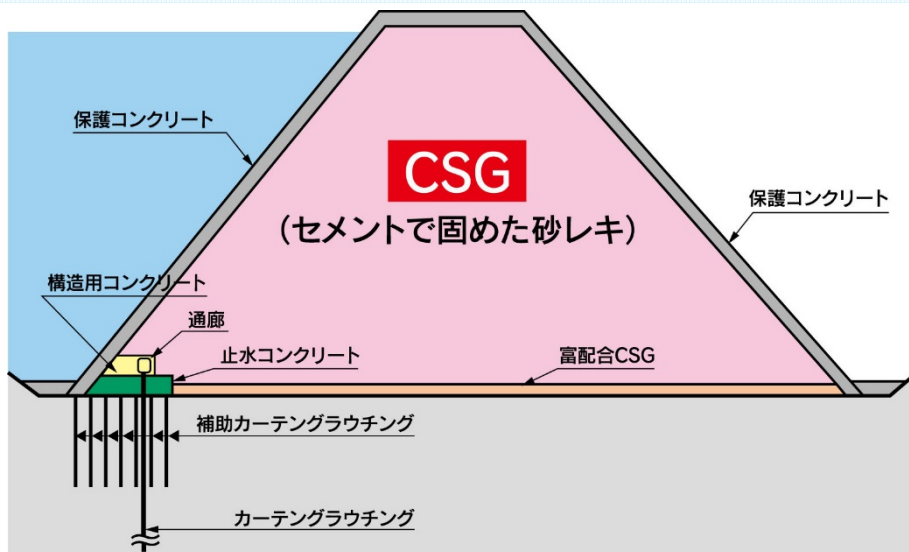 保護コンクリート
CSG
(セメントで固めた砂レキ)
保護コンクリート
構造用コンクリート
通廊
止水コンクリート
富配合CSG
補助カーテングラウチング
カーテングラウチング